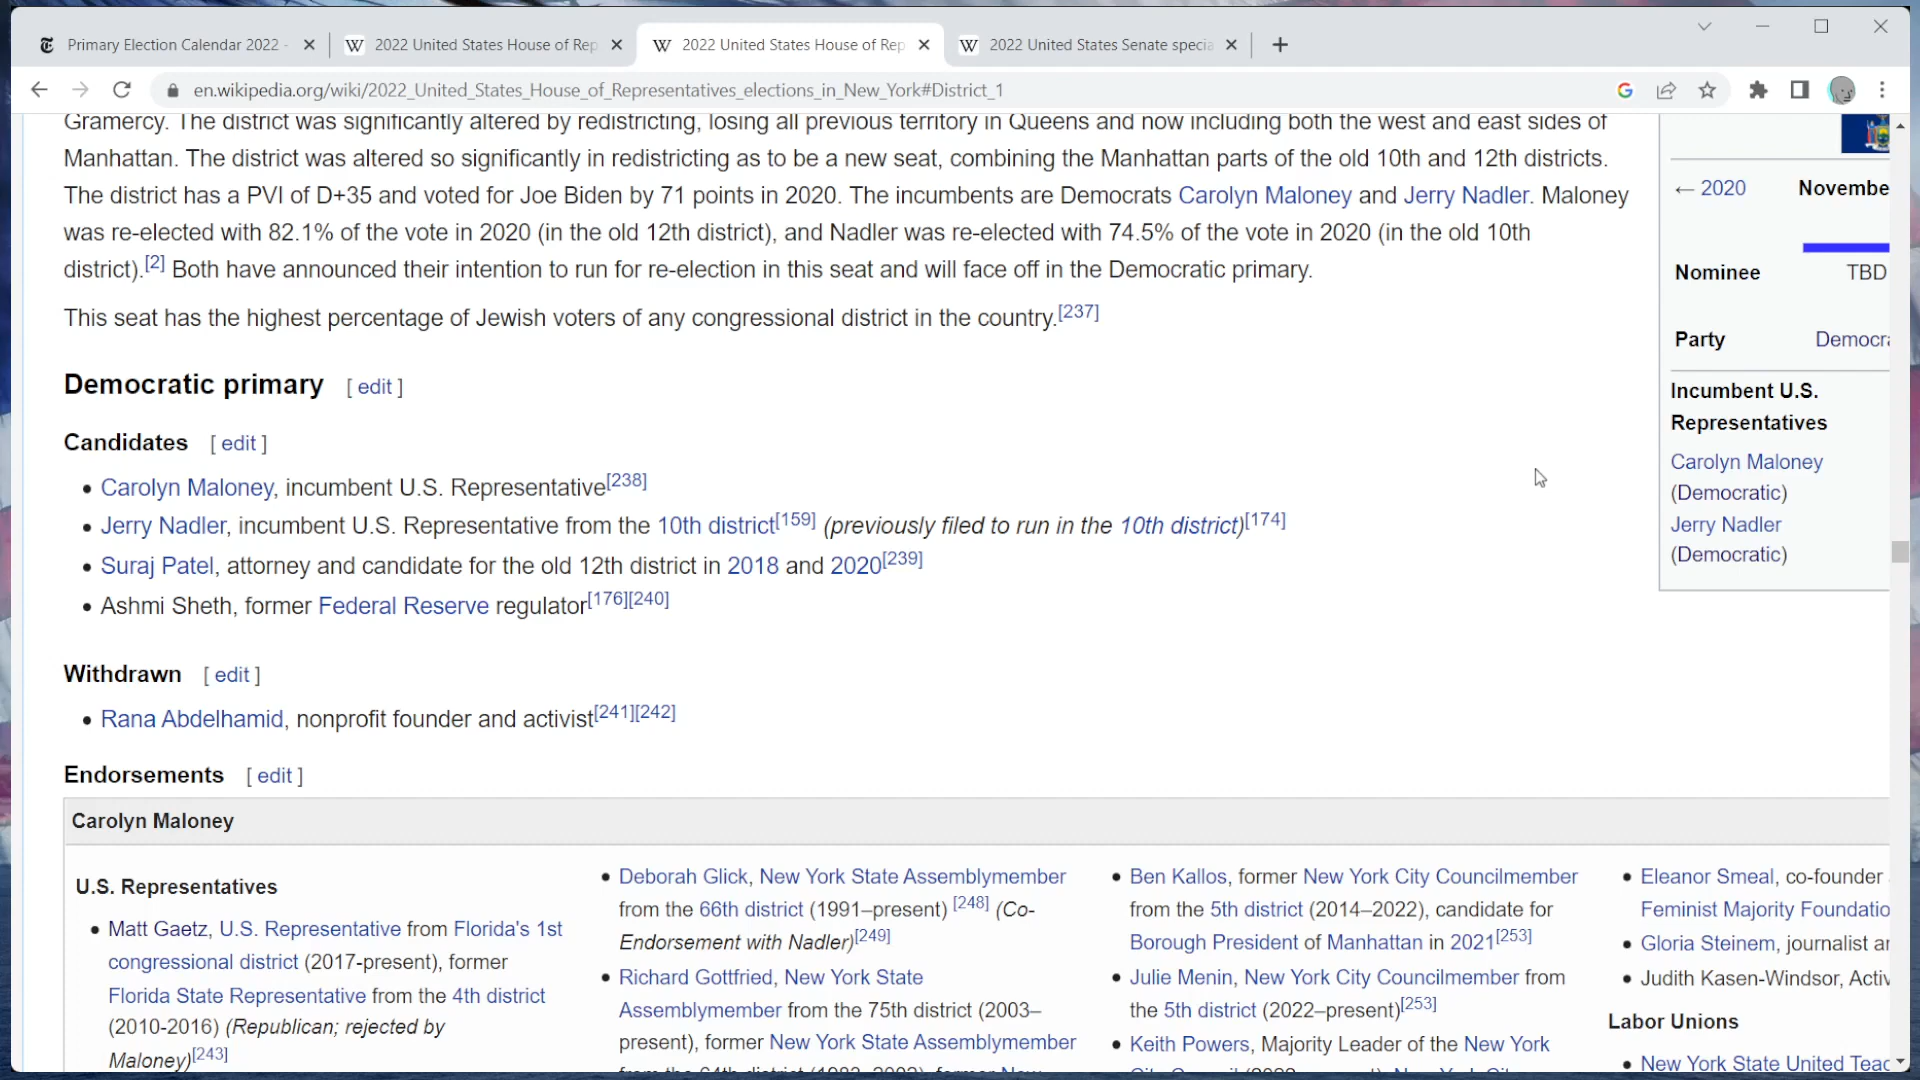 Primary Election Calendar 2022 -
2022 United States House of Rep
2022 United States House of Rep
2022 United States Senate specia
en.wikipedia.org/wiki/2022_United_States_House_of_Representatives_elections_in_New_York#District_1
Gramercy. The district was significantly altered by redistricting, losing all previous territory in Queens and now including both the west and east sides of
Manhattan. The district was altered so significantly in redistricting as to be a new seat, combining the Manhattan parts of the old 10th and 12th districts.
The district has a PVI of D+35 and voted for Joe Biden by 71 points in 2020. The incumbents are Democrats Carolyn Maloney and Jerry Nadler. Maloney
was re-elected with 82.1% of the vote in 2020 (in the old 12th district), and Nadler was re-elected with 74.5% of the vote in 2020 (in the old 10th
district).[2] Both have announced their intention to run for re-election in this seat and will face off in the Democratic primary.
This seat has the highest percentage of Jewish voters of any congressional district in the country.[237]
Democratic primary [ edit ]
Candidates [ edit ]
• Carolyn Maloney, incumbent U.S. Representative[238]
• Jerry Nadler, incumbent U.S. Representative from the 10th district[159] (previously filed to run in the 10th district)[174]
• Suraj Patel, attorney and candidate for the old 12th district in 2018 and 2020[239]
• Ashmi Sheth, former Federal Reserve regulator[176][240]
Withdrawn [ edit ]
• Rana Abdelhamid, nonprofit founder and activist[241][242]
Endorsements [ edit ]
Carolyn Maloney
U.S. Representatives
• Matt Gaetz, U.S. Representative from Florida's 1st
congressional district (2017-present), former
Florida State Representative from the 4th district
(2010-2016) (Republican; rejected by
Maloney)[243]
• Deborah Glick, New York State Assemblymember
from the 66th district (1991–present) [248] (Co-
Endorsement with Nadler)[249]
• Richard Gottfried, New York State
Assemblymember from the 75th district (2003–
present), former New York State Assemblymember
• Ben Kallos, former New York City Councilmember
from the 5th district (2014–2022), candidate for
Borough President of Manhattan in 2021[253]
• Julie Menin, New York City Councilmember from
the 5th district (2022–present)[253]
• Keith Powers, Majority Leader of the New York
• Eleanor Smeal, co-founder
Feminist Majority Foundatio
• Gloria Steinem, journalist ar
• Judith Kasen-Windsor, Activ
Labor Unions
• New York State United Teac
← 2020 Novembe
Nominee TBD
Party Democra
Incumbent U.S.
Representatives
Carolyn Maloney
(Democratic)
Jerry Nadler
(Democratic)